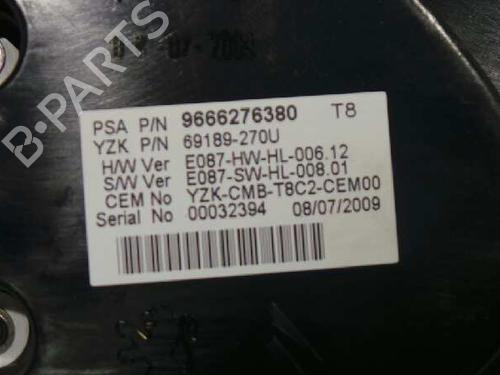 PSA P/N 9666276380 T8
YZK P/N 69189-270U
H/W Ver E087-HW-HL-006.12
S/W Ver E087-SW-HL-008.01
CEM No YZK-CMB-T8C2-CEM00
Serial No 00032394 08/07/2009